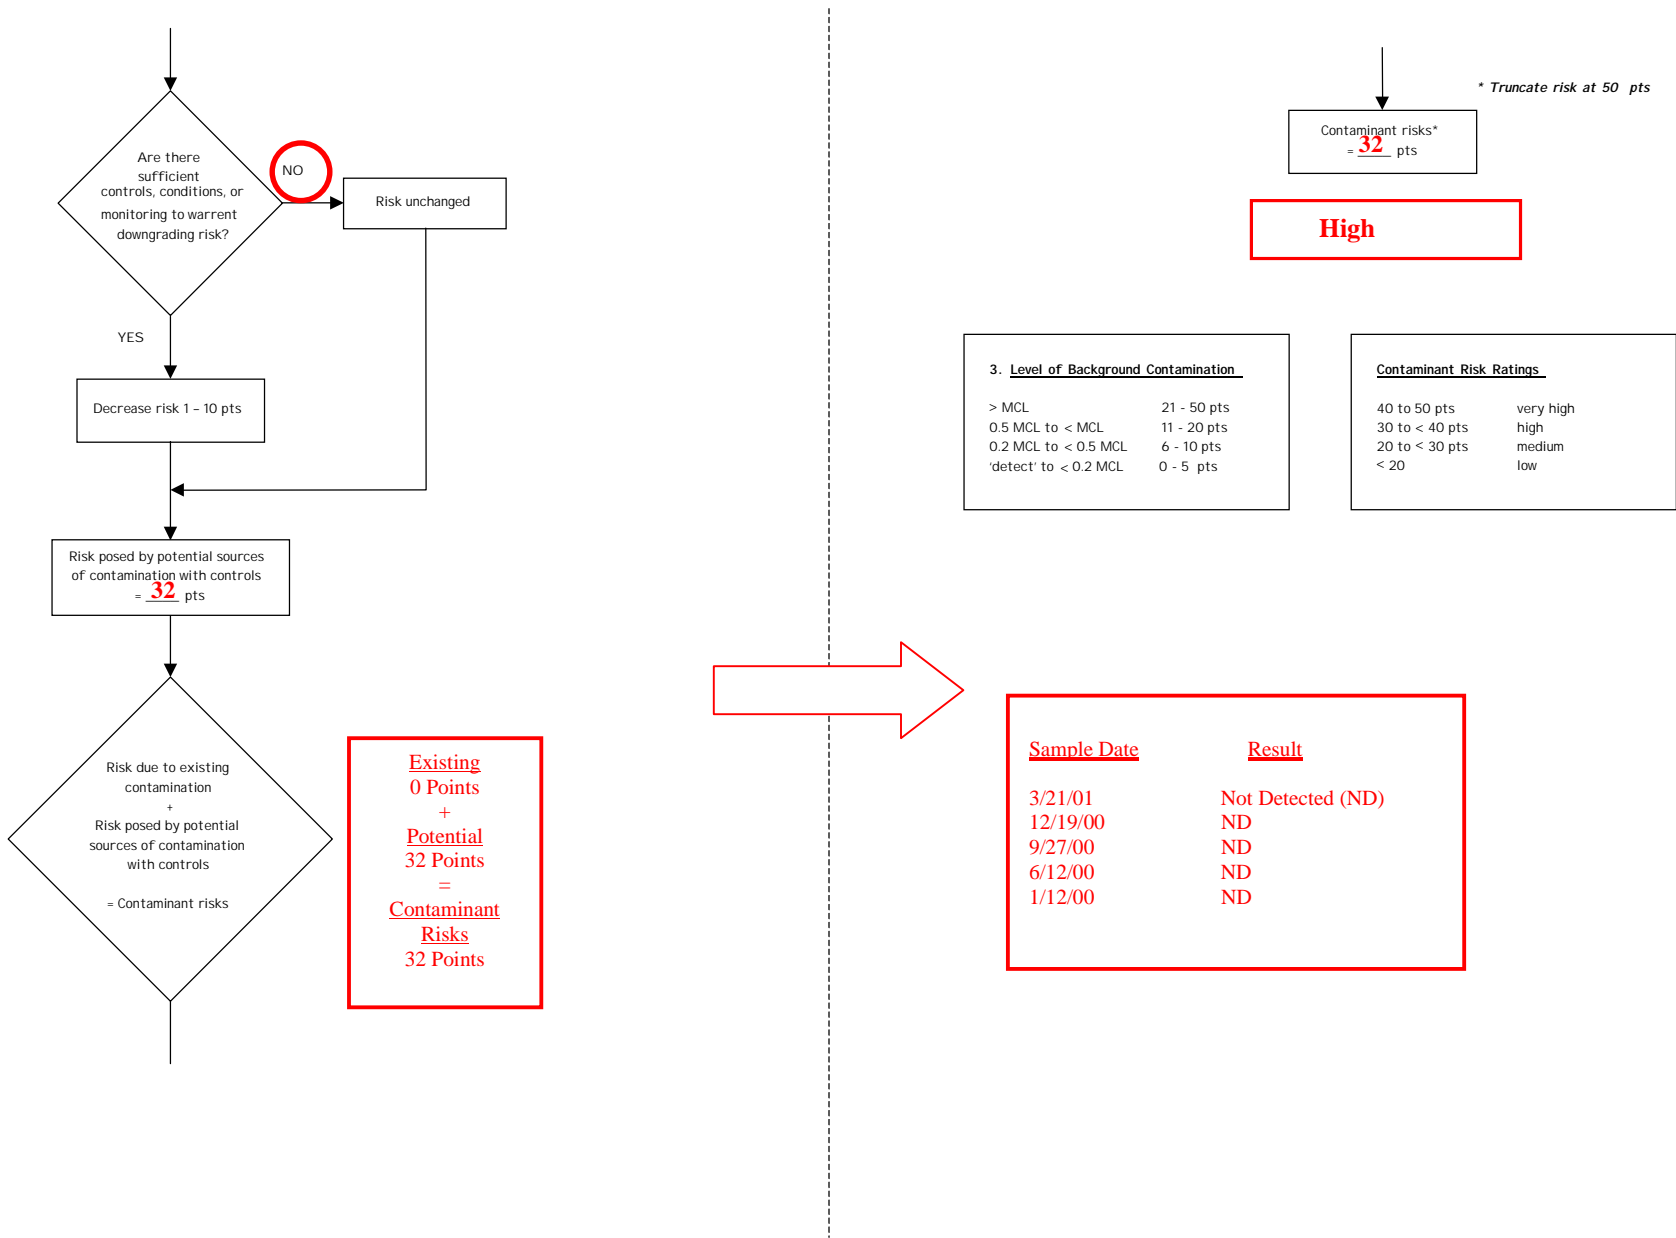 Are there
sufficient
controls, conditions, or
monitoring to warrent
downgrading risk?
NO
Risk unchanged
YES
Decrease risk 1 – 10 pts
Risk posed by potential sources
of contamination with controls
= 32 pts
Risk due to existing
contamination
+
Risk posed by potential
sources of contamination
with controls
= Contaminant risks
Existing
0 Points
+
Potential
32 Points
=
Contaminant
Risks
32 Points
* Truncate risk at 50 pts
Contaminant risks*
= 32 pts
High
3. Level of Background Contamination
> MCL 21 - 50 pts
0.5 MCL to < MCL 11 - 20 pts
0.2 MCL to < 0.5 MCL 6 - 10 pts
'detect' to < 0.2 MCL 0 - 5 pts
Contaminant Risk Ratings
40 to 50 pts very high
30 to < 40 pts high
20 to < 30 pts medium
< 20 low
Sample Date Result
3/21/01 Not Detected (ND)
12/19/00 ND
9/27/00 ND
6/12/00 ND
1/12/00 ND